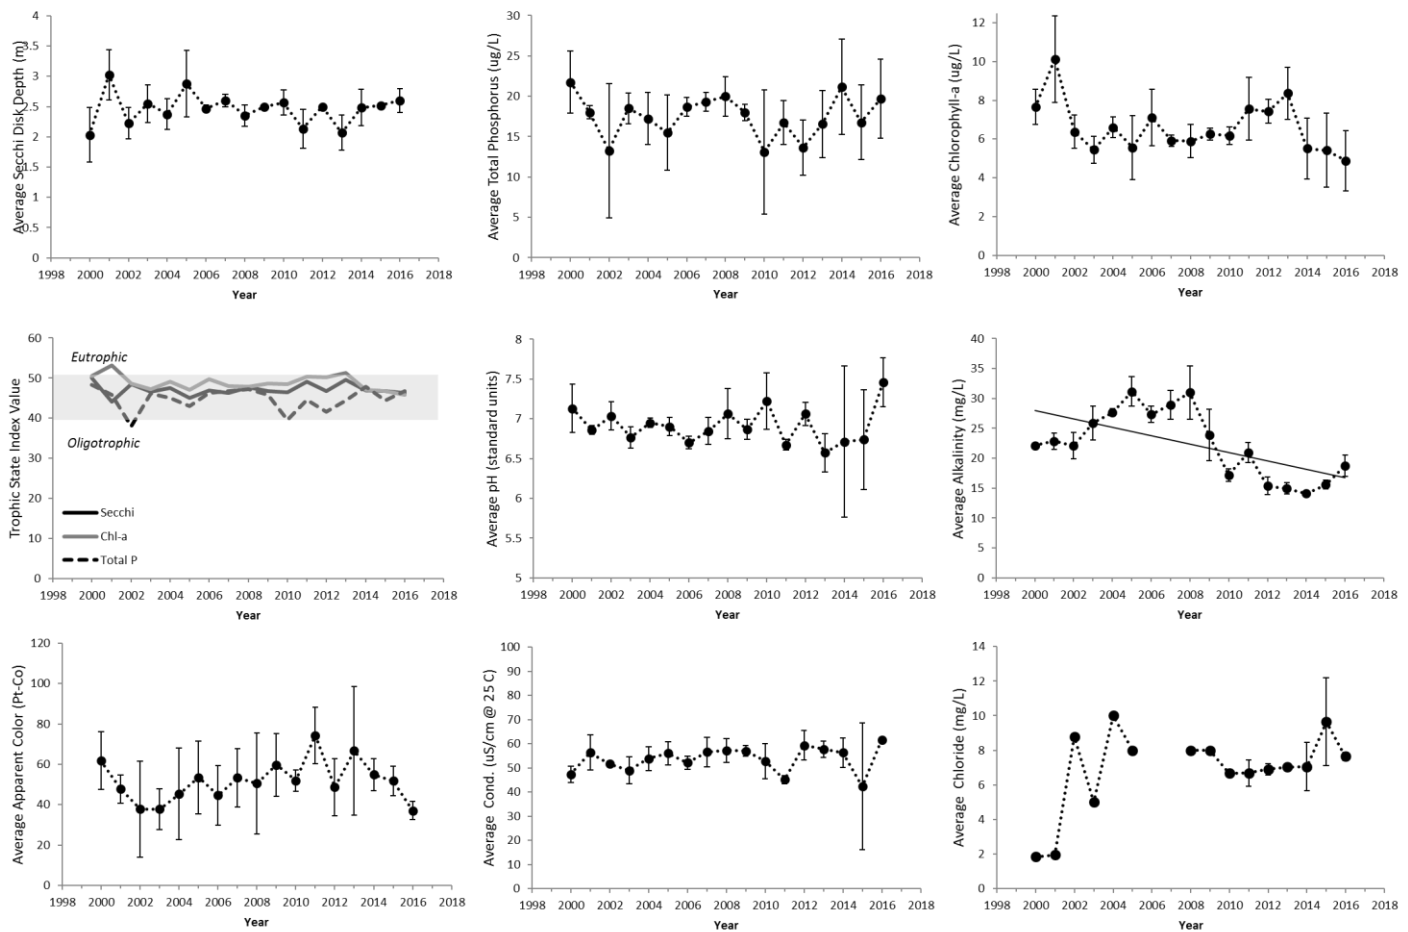 Average Secchi Disk Depth (m)
4
3.5
3
2.5
2
1.5
1
0.5
0
1998 2000 2002 2004 2006 2008 2010 2012 2014 2016 2018
Year
Average Total Phosphorus (ug/L)
30
25
20
15
10
5
0
1998 2000 2002 2004 2006 2008 2010 2012 2014 2016 2018
Year
Average Chlorophyll-a (ug/L)
12
10
8
6
4
2
0
1998 2000 2002 2004 2006 2008 2010 2012 2014 2016 2018
Year
Trophic State Index Value
60
50
40
30
20
10
0
Eutrophic
Oligotrophic
Secchi
Chl-a
Total P
1998 2000 2002 2004 2006 2008 2010 2012 2014 2016 2018
Year
Average pH (standard units)
8
7.5
7
6.5
6
5.5
5
1998 2000 2002 2004 2006 2008 2010 2012 2014 2016 2018
Year
Average Alkalinity (mg/L)
40
35
30
25
20
15
10
5
0
1998 2000 2002 2004 2006 2008 2010 2012 2014 2016 2018
Year
Average Apparent Color (Pt-Co)
120
100
80
60
40
20
0
1998 2000 2002 2004 2006 2008 2010 2012 2014 2016 2018
Year
Average Cond. (uS/cm @ 25 C)
100
90
80
70
60
50
40
30
20
10
0
1998 2000 2002 2004 2006 2008 2010 2012 2014 2016 2018
Year
Average Chloride (mg/L)
14
12
10
8
6
4
2
0
1998 2000 2002 2004 2006 2008 2010 2012 2014 2016 2018
Year